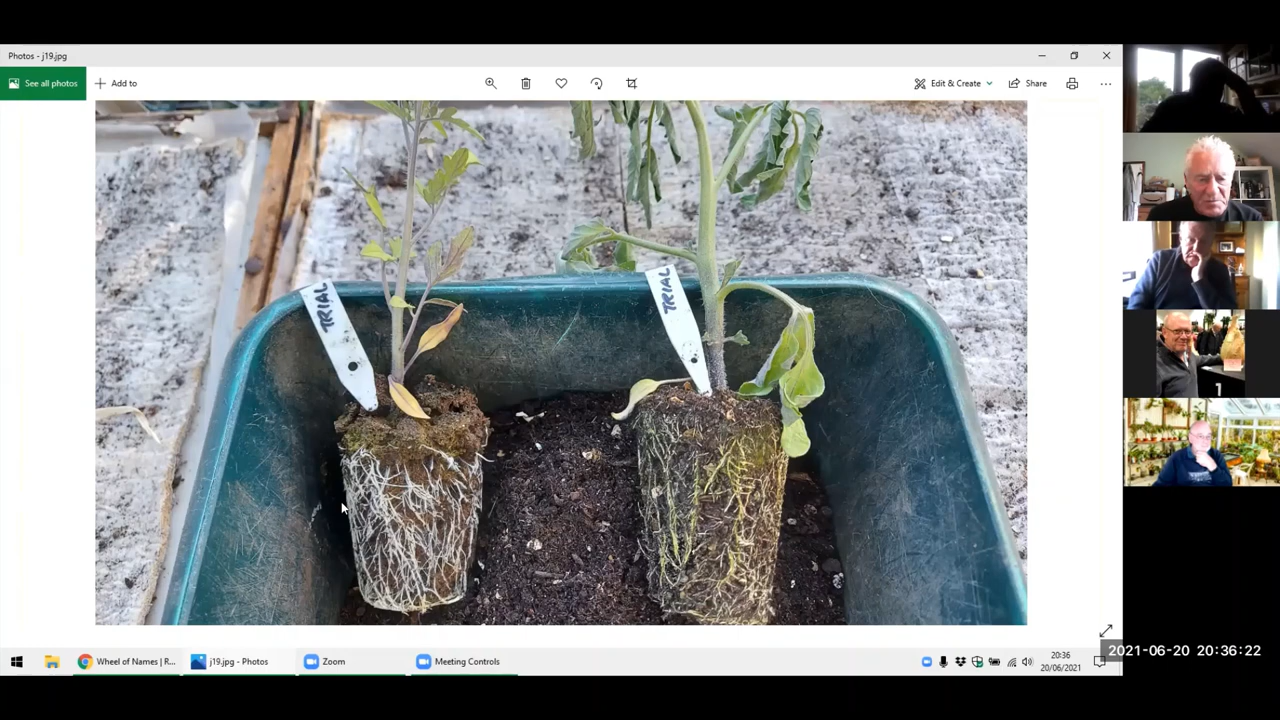 Photos - j19.jpg
See all photos
Add to
Edit & Create
Share
TRIAL
TRIAL
1
Wheel of Names | R...
j19.jpg - Photos
Zoom
Meeting Controls
20:36
20/06/2021
2021-06-20 20:36:22